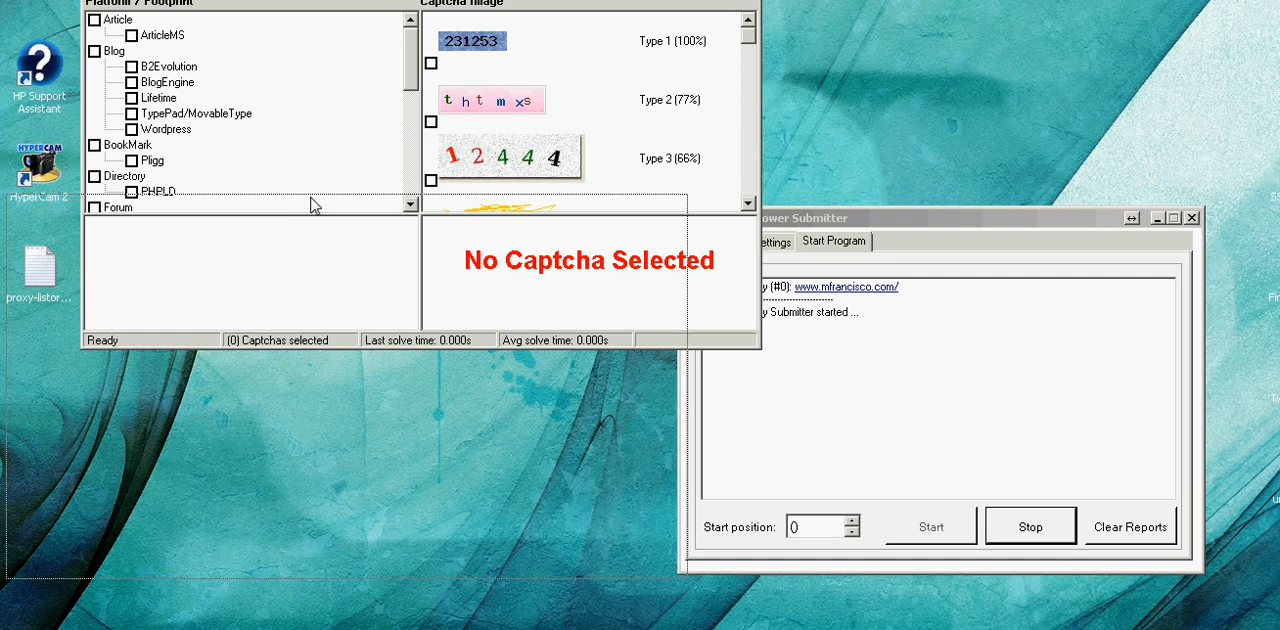 Platform / Footprint
Captcha Image
Article
ArticleMS
Blog
B2Evolution
BlogEngine
Lifetime
TypePad/MovableType
Wordpress
BookMark
Pligg
Directory
PHPLD
Forum
231253
Type 1 (100%)
t h t m x s
Type 2 (77%)
1 2 4 4 4
Type 3 (66%)
No Captcha Selected
Ready
(0) Captchas selected
Last solve time: 0.000s
Avg solve time: 0.000s
HP Support
Assistant
HYPERCAM
HyperCam 2
proxy-listor...
ower Submitter
ettings
Start Program
y (#0): www.mfrancisco.com/
-----------------------
y Submitter started ...
Start position:
0
Start
Stop
Clear Reports